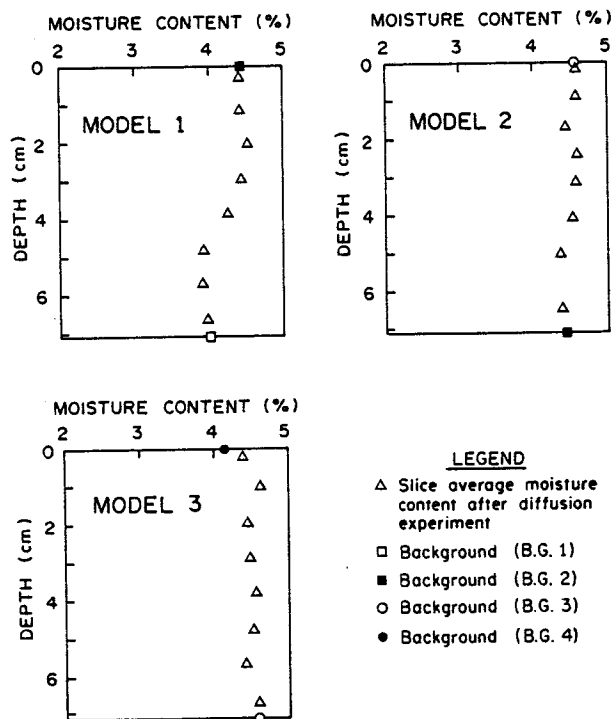 MOISTURE CONTENT (%)
2 3 4 5
0
2
4
6
DEPTH (cm)
MODEL 1
MOISTURE CONTENT (%)
2 3 4 5
0
2
4
6
DEPTH (cm)
MODEL 2
MOISTURE CONTENT (%)
2 3 4 5
0
2
4
6
DEPTH (cm)
MODEL 3
LEGEND
Slice average moisture
content after diffusion
experiment
Background (B.G. 1)
Background (B.G. 2)
Background (B.G. 3)
Background (B.G. 4)